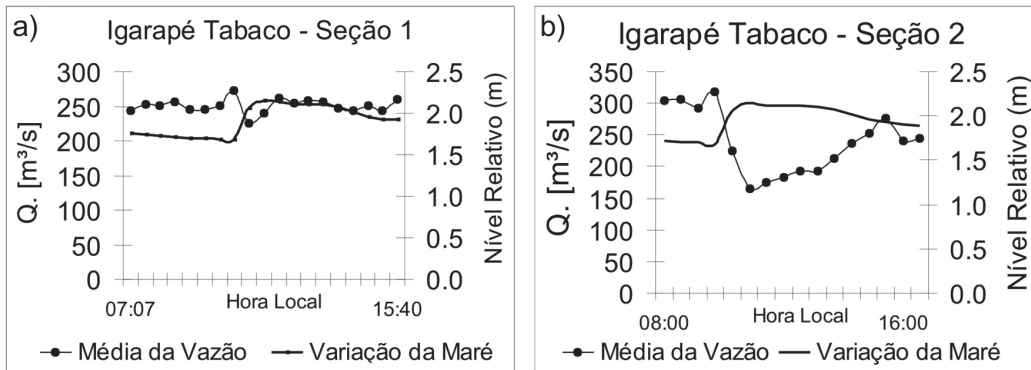 a)
Igarapé Tabaco - Seção 1
Q. [m³/s]
300
250
200
150
100
50
0
2.5
2.0
1.5
1.0
0.5
0.0
Nível Relativo (m)
07:07
Hora Local
15:40
Média da Vazão
Variação da Maré
b)
Igarapé Tabaco - Seção 2
Q. [m³/s]
350
300
250
200
150
100
50
0
2.5
2.0
1.5
1.0
0.5
0.0
Nível Relativo (m)
08:00
Hora Local
16:00
Média da Vazão
Variação da Maré